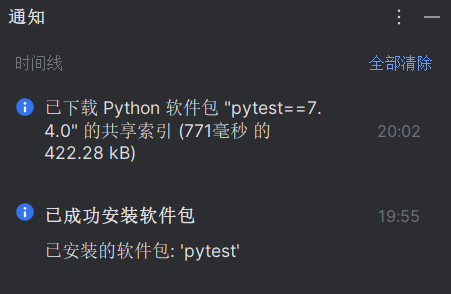 通知
时间线 全部清除
已下载 Python 软件包 "pytest==7.
4.0" 的共享索引 (771毫秒 的
422.28 kB)
20:02
已成功安装软件包 19:55
已安装的软件包: 'pytest'